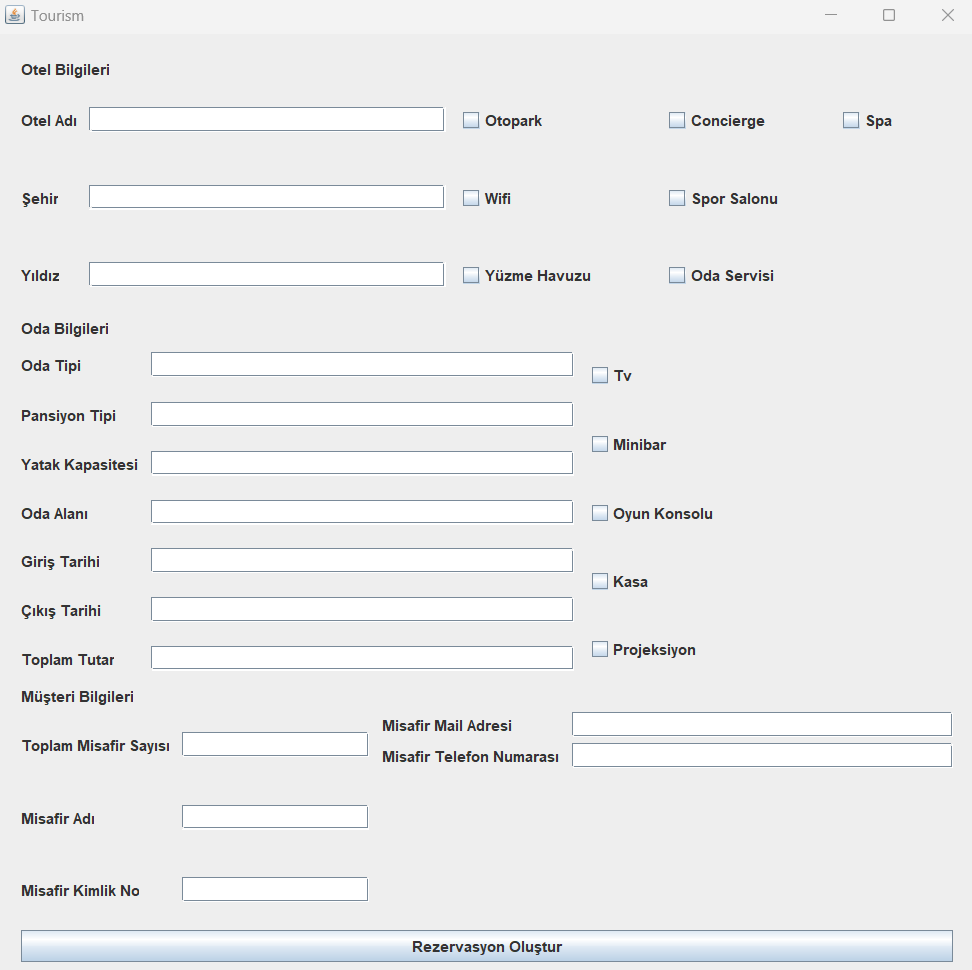 Tourism
Otel Bilgileri
Otel Adı Otopark Concierge Spa
Şehir Wifi Spor Salonu
Yıldız Yüzme Havuzu Oda Servisi
Oda Bilgileri
Oda Tipi
Tv
Pansiyon Tipi
Minibar
Yatak Kapasitesi
Oda Alanı Oyun Konsolu
Giriş Tarihi
Kasa
Çıkış Tarihi
Projeksiyon
Toplam Tutar
Müşteri Bilgileri
Misafir Mail Adresi
Toplam Misafir Sayısı
Misafir Telefon Numarası
Misafir Adı
Misafir Kimlik No
Rezervasyon Oluştur